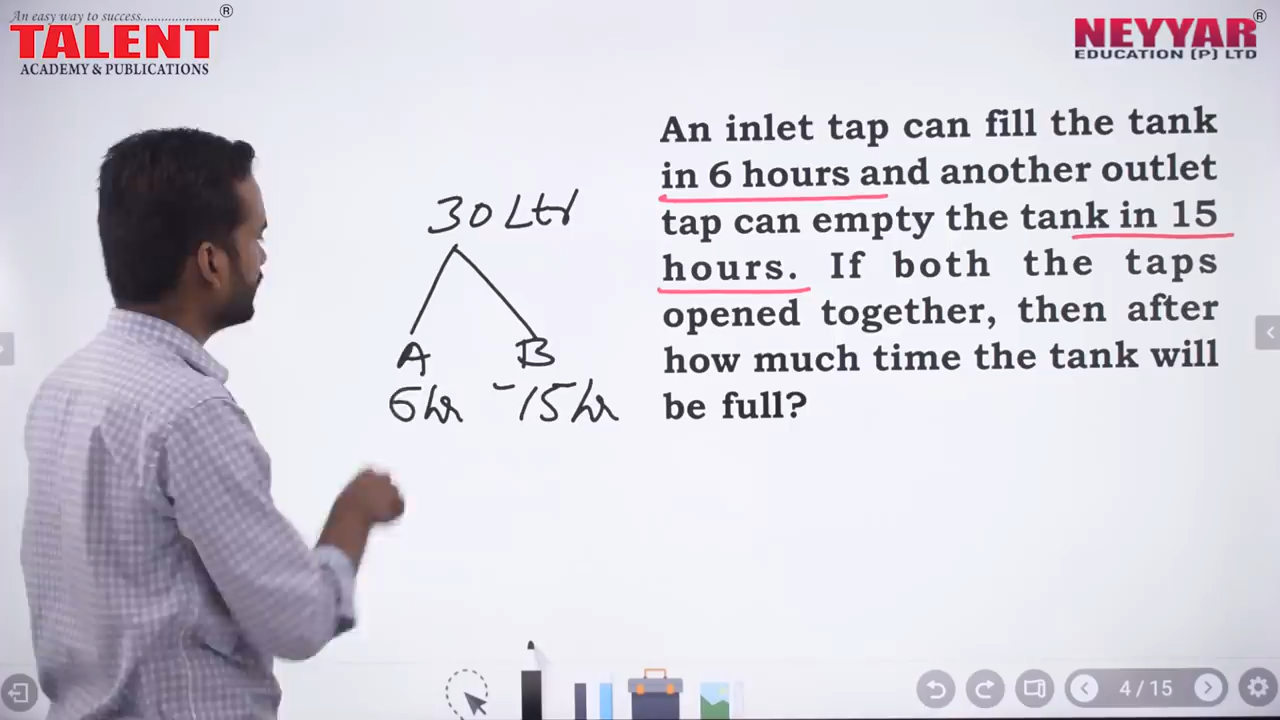 An easy way to success.....................
®
TALENT
ACADEMY & PUBLICATIONS
®
NEYYAR
EDUCATION (P) LTD
An inlet tap can fill the tank
in 6 hours and another outlet
tap can empty the tank in 15
hours. If both the taps
opened together, then after
how much time the tank will
be full?
30 Ltr
A B
6hr -15hr
4 / 15